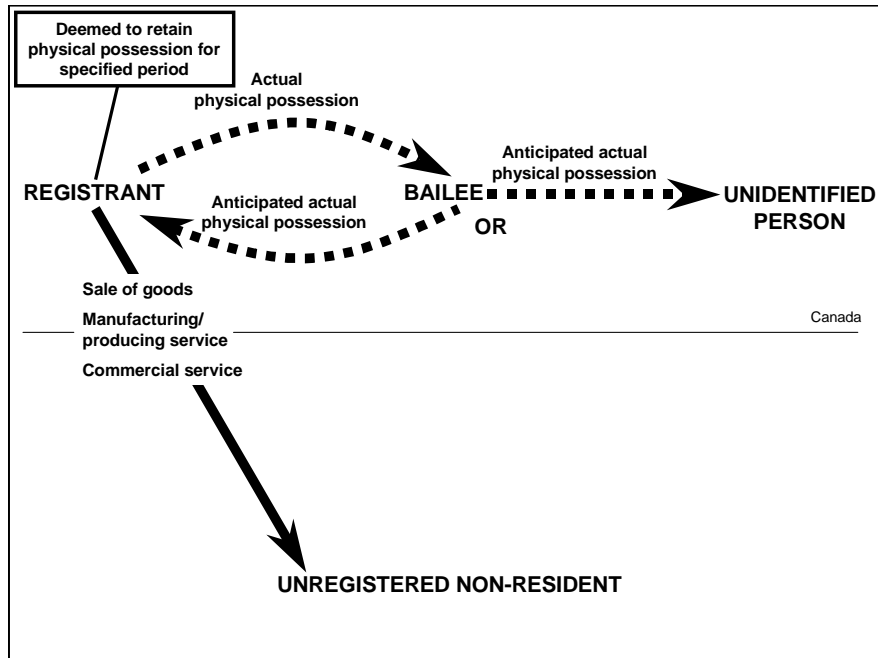 Deemed to retain
physical possession for
specified period
Actual
physical possession
Anticipated actual
physical possession
REGISTRANT
Anticipated actual
physical possession
BAILEE
OR
UNIDENTIFIED
PERSON
Sale of goods
Manufacturing/
producing service
Commercial service
Canada
UNREGISTERED NON-RESIDENT